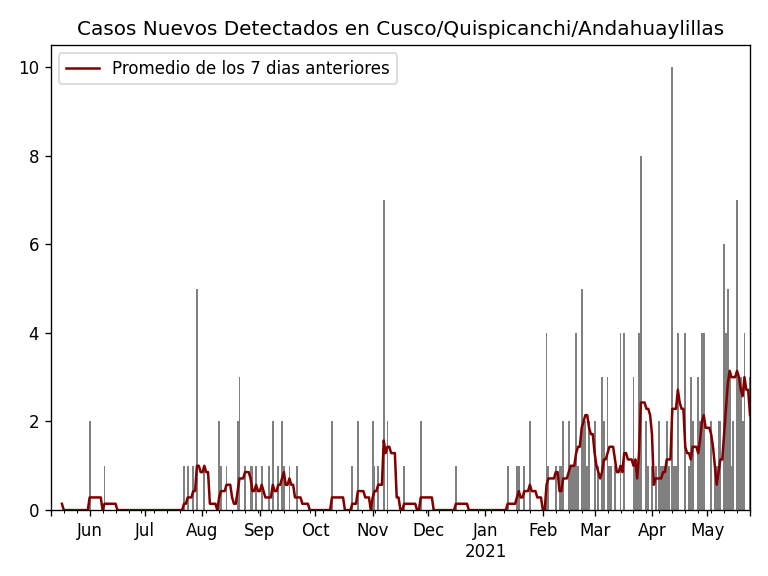 Casos Nuevos Detectados en Cusco/Quispicanchi/Andahuaylillas
Promedio de los 7 dias anteriores
10
8
6
4
2
0
Jun Jul Aug Sep Oct Nov Dec Jan Feb Mar Apr May
2021